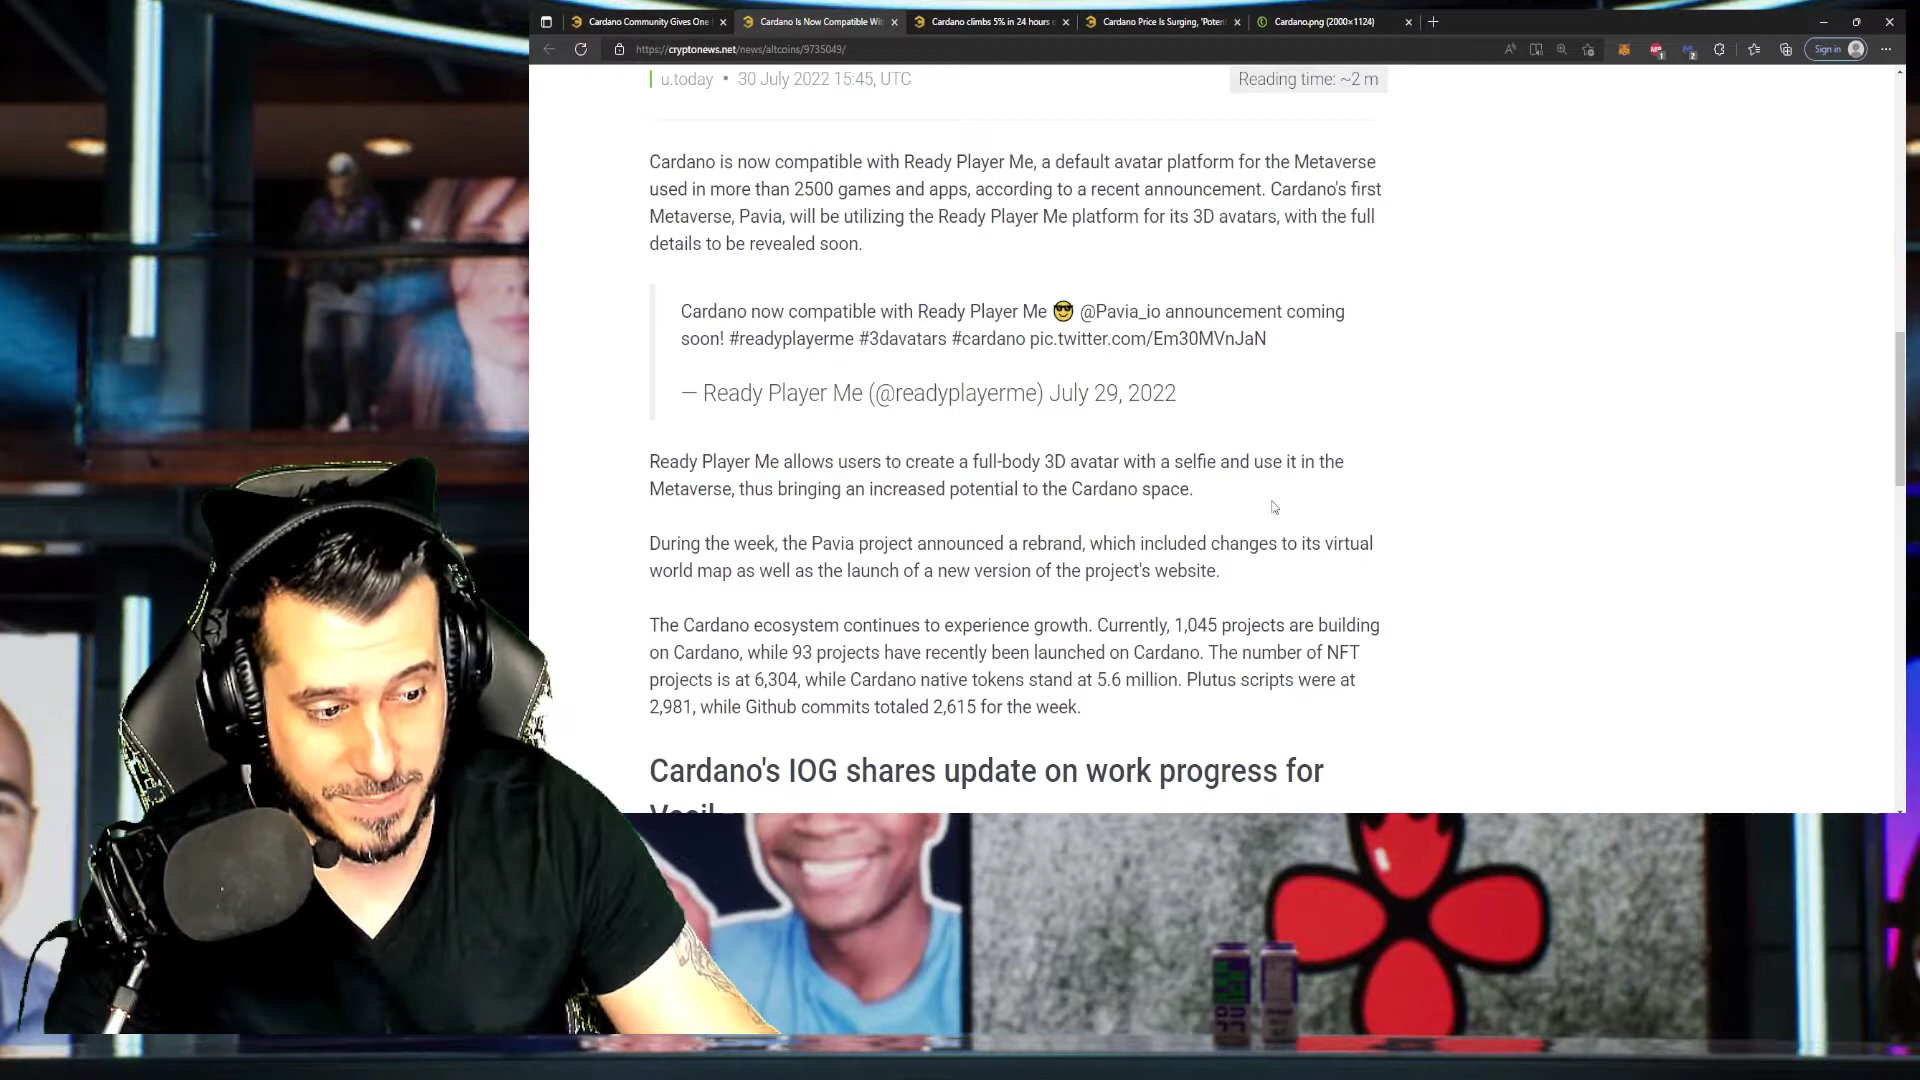 Cardano Community Gives One
Cardano Is Now Compatible Wi
Cardano climbs 5% in 24 hours
Cardano Price Is Surging, 'Poten
Cardano.png (2000×1124)
https://cryptonews.net/news/altcoins/9735049/
Sign in
u.today • 30 July 2022 15:45, UTC
Reading time: ~2 m
Cardano is now compatible with Ready Player Me, a default avatar platform for the Metaverse
used in more than 2500 games and apps, according to a recent announcement. Cardano's first
Metaverse, Pavia, will be utilizing the Ready Player Me platform for its 3D avatars, with the full
details to be revealed soon.
Cardano now compatible with Ready Player Me 😎 @Pavia_io announcement coming
soon! #readyplayerme #3davatars #cardano pic.twitter.com/Em30MVnJaN
— Ready Player Me (@readyplayerme) July 29, 2022
Ready Player Me allows users to create a full-body 3D avatar with a selfie and use it in the
Metaverse, thus bringing an increased potential to the Cardano space.
During the week, the Pavia project announced a rebrand, which included changes to its virtual
world map as well as the launch of a new version of the project's website.
The Cardano ecosystem continues to experience growth. Currently, 1,045 projects are building
on Cardano, while 93 projects have recently been launched on Cardano. The number of NFT
projects is at 6,304, while Cardano native tokens stand at 5.6 million. Plutus scripts were at
2,981, while Github commits totaled 2,615 for the week.
Cardano's IOG shares update on work progress for